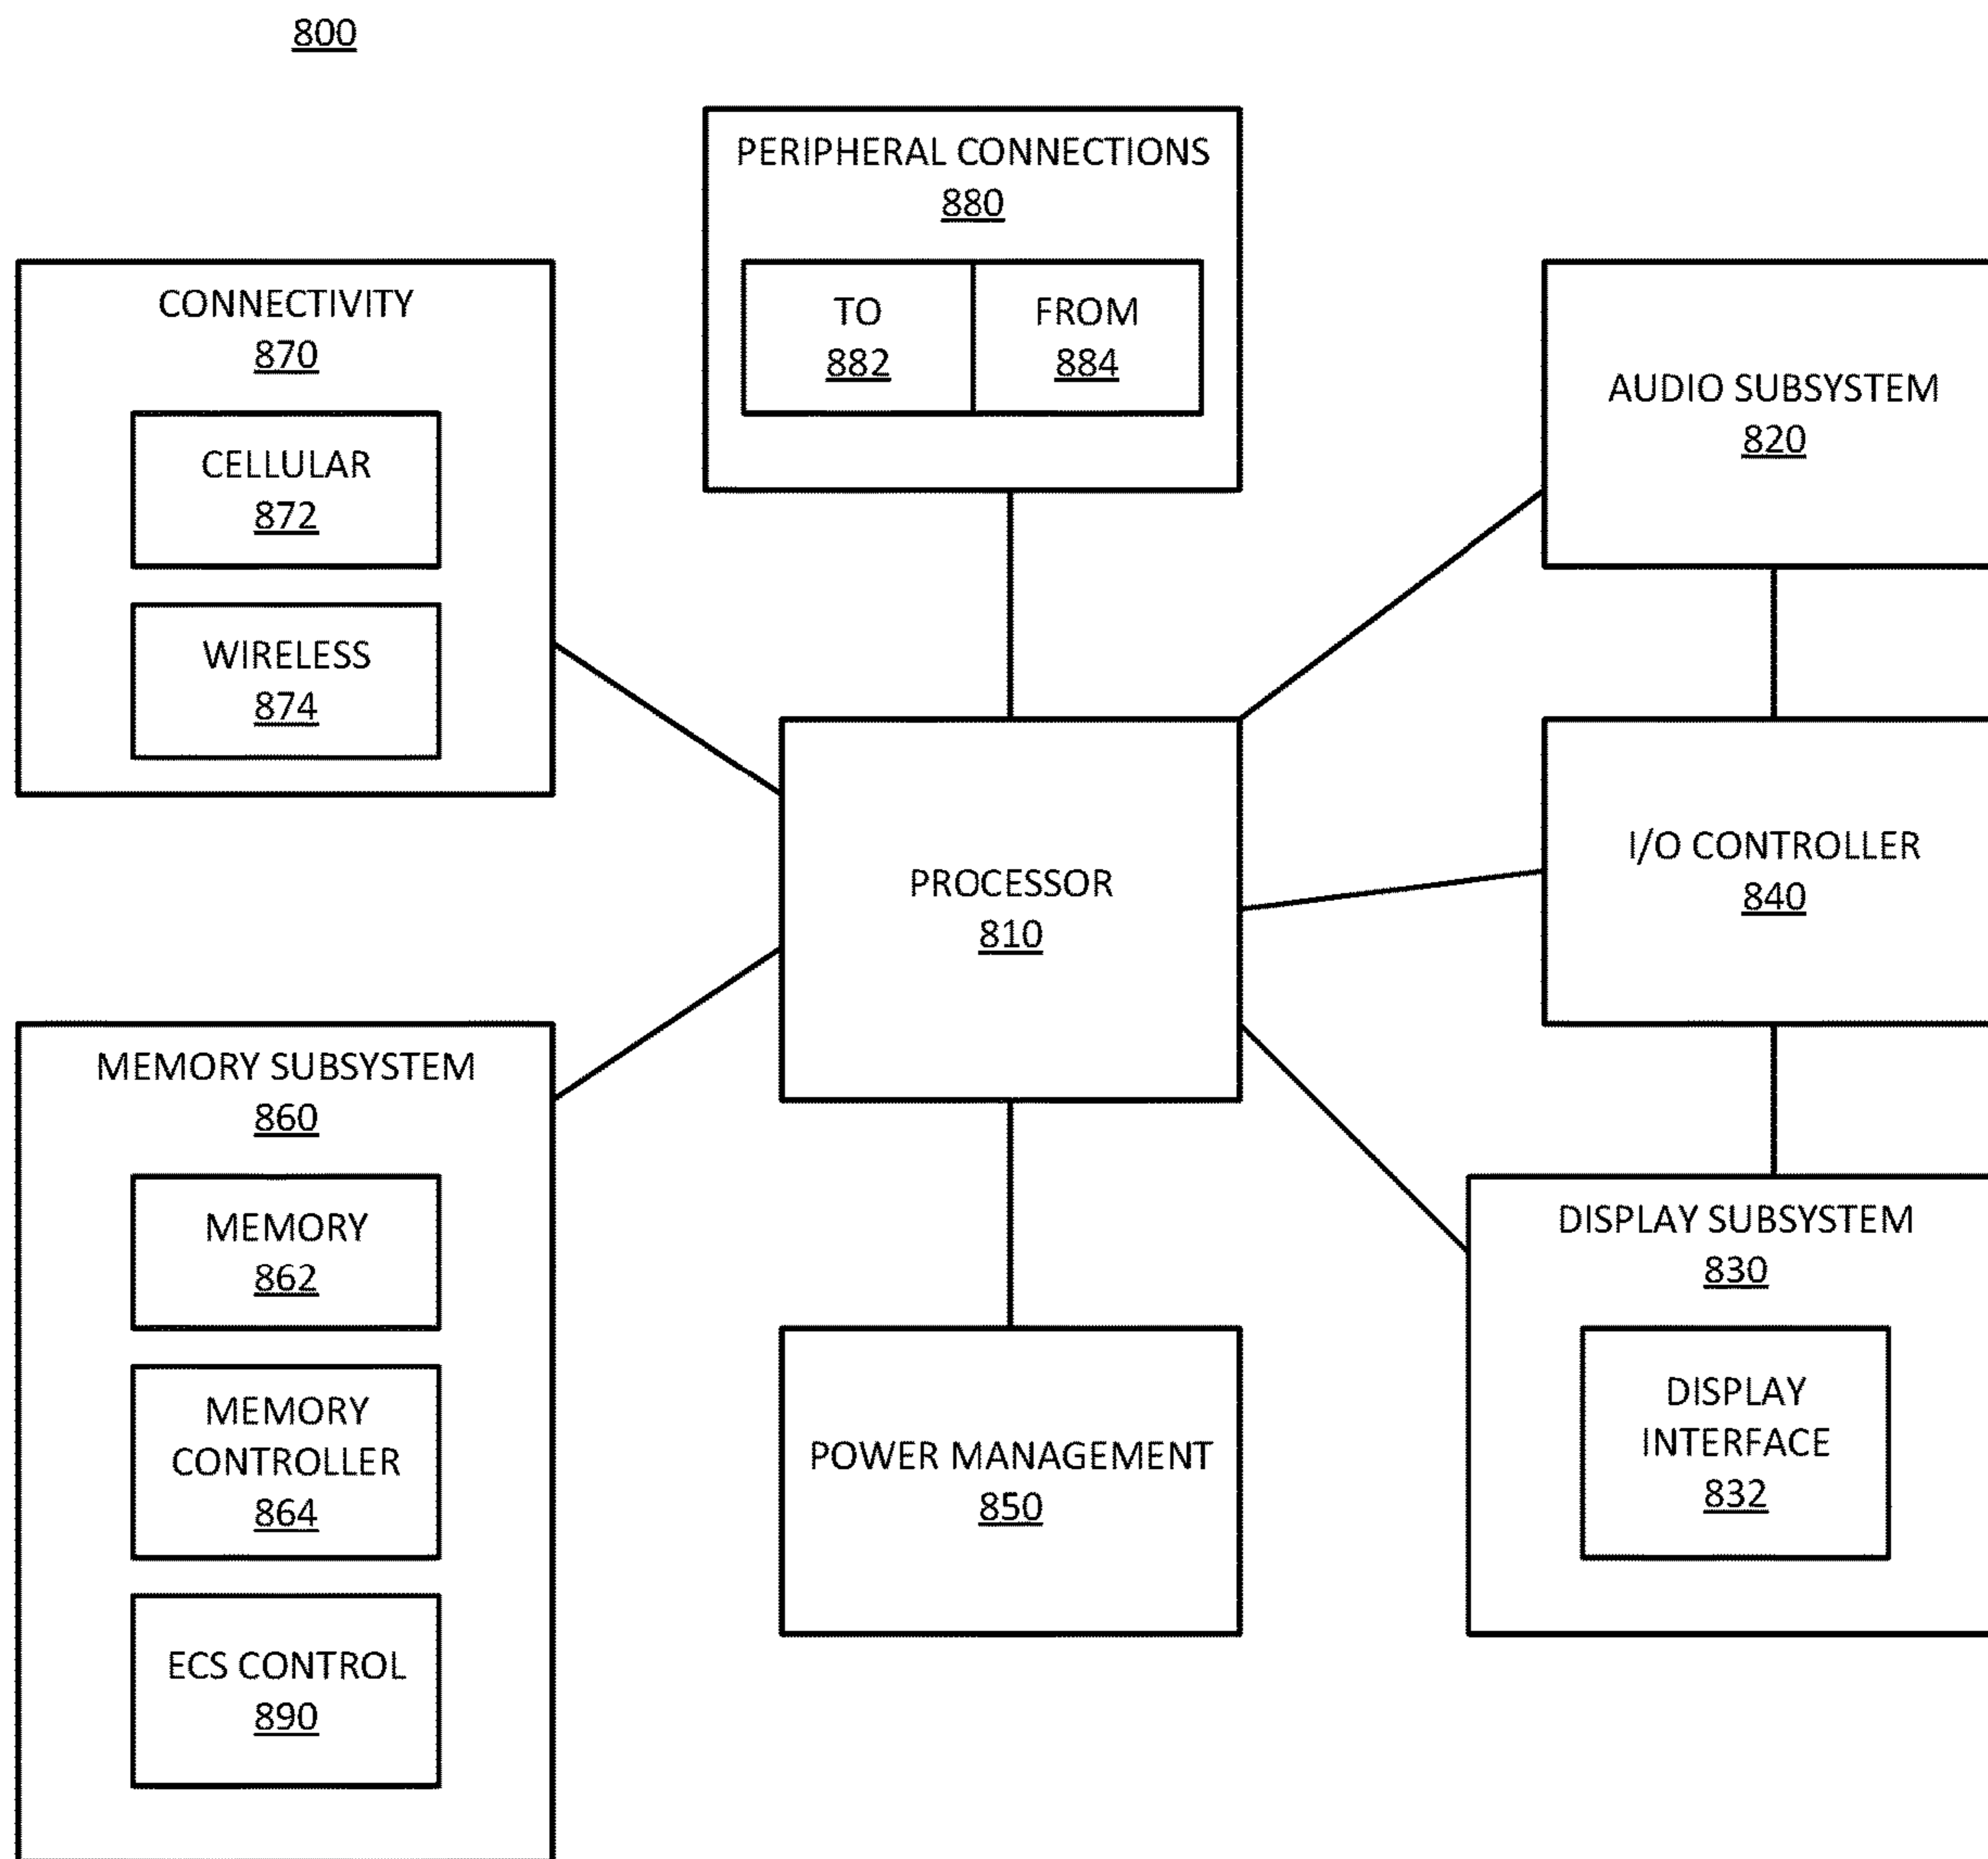 800
PERIPHERAL CONNECTIONS
880
TO
882
FROM
884
CONNECTIVITY
870
CELLULAR
872
WIRELESS
874
AUDIO SUBSYSTEM
820
PROCESSOR
810
I/O CONTROLLER
840
MEMORY SUBSYSTEM
860
MEMORY
862
MEMORY
CONTROLLER
864
ECS CONTROL
890
POWER MANAGEMENT
850
DISPLAY SUBSYSTEM
830
DISPLAY
INTERFACE
832